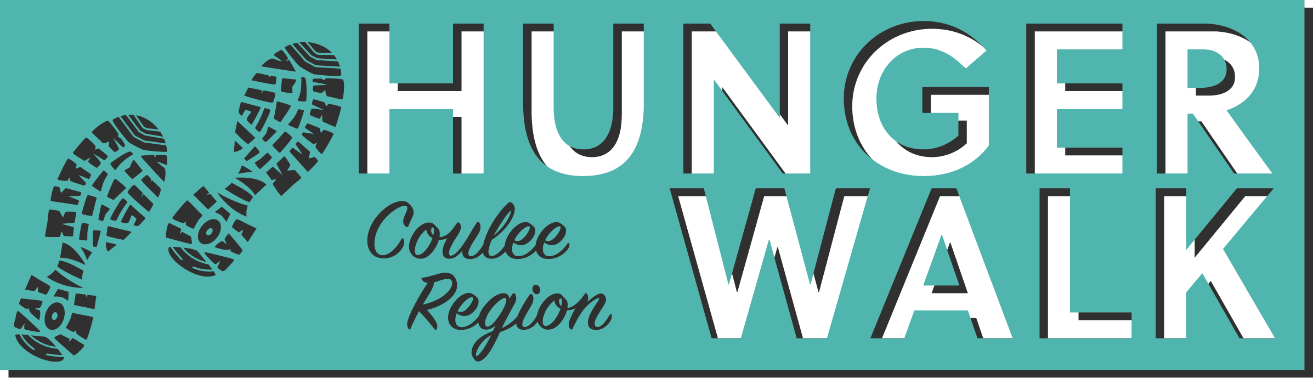 HUNGER
Coulee
Region
WALK